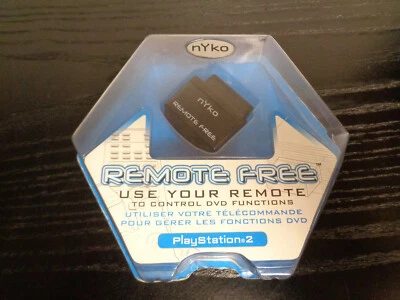 nyko
nyko
REMOTE FREE
REMOTE FREE™
USE YOUR REMOTE
TO CONTROL DVD FUNCTIONS
UTILISER VOTRE TÉLÉCOMMANDE
POUR GÉRER LES FONCTIONS DVD
PlayStation®2